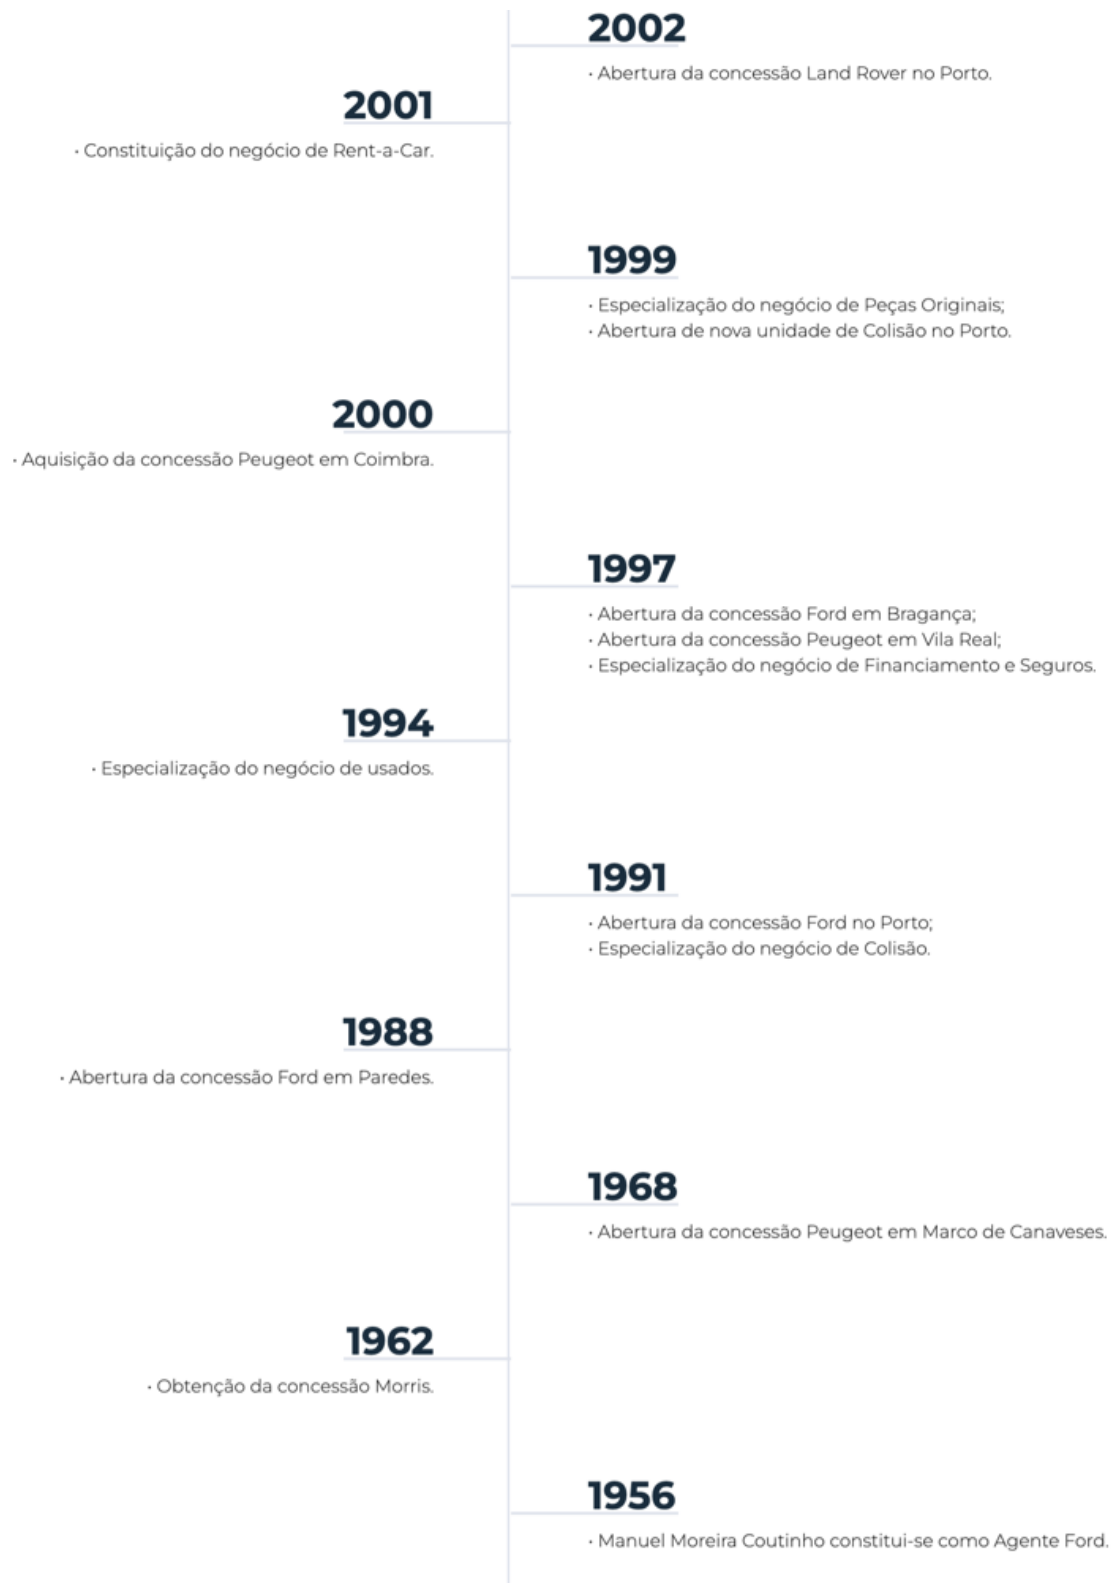 2002
• Abertura da concessão Land Rover no Porto.
2001
• Constituição do negócio de Rent-a-Car.
1999
• Especialização do negócio de Peças Originais;
• Abertura de nova unidade de Colisão no Porto.
2000
• Aquisição da concessão Peugeot em Coimbra.
1997
• Abertura da concessão Ford em Bragança;
• Abertura da concessão Peugeot em Vila Real;
• Especialização do negócio de Financiamento e Seguros.
1994
• Especialização do negócio de usados.
1991
• Abertura da concessão Ford no Porto;
• Especialização do negócio de Colisão.
1988
• Abertura da concessão Ford em Paredes.
1968
• Abertura da concessão Peugeot em Marco de Canaveses.
1962
• Obtenção da concessão Morris.
1956
• Manuel Moreira Coutinho constitui-se como Agente Ford.